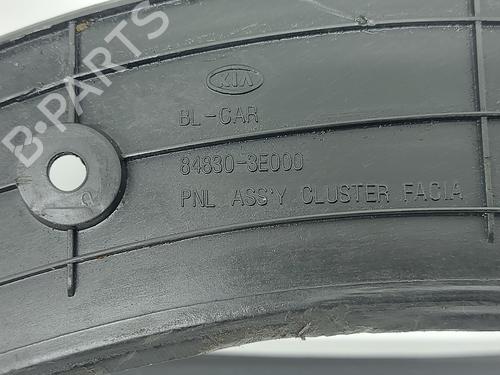 B-PARTS
KIA
BL-CAR
84830-3E000
PNL ASS'Y CLUSTER FACIA